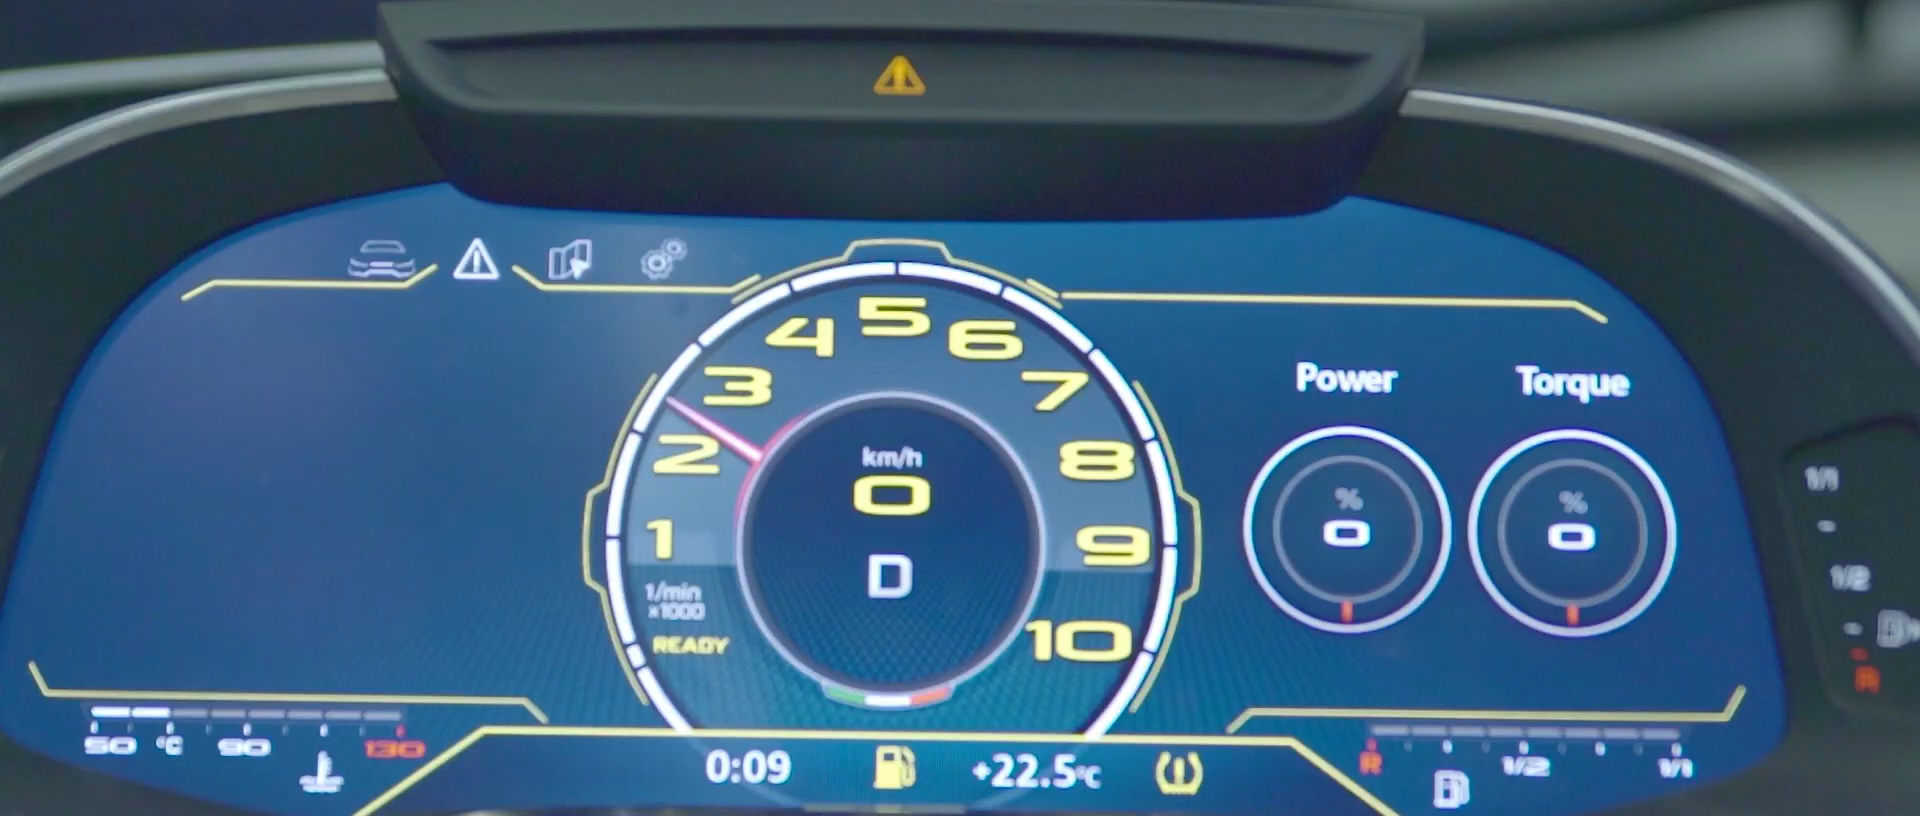 Power
Torque
5
4
6
3
7
2
8
1
9
10
km/h
0
D
%
0
%
0
1/min
x1000
READY
50 °C 90 130
0:09
+22.5°C
R 1/2 1/1
1/1
1/2
R